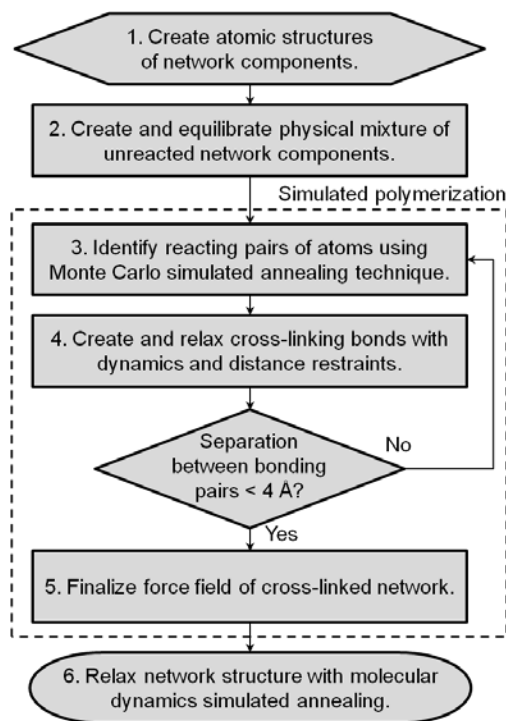 1. Create atomic structures
of network components.
2. Create and equilibrate physical mixture of
unreacted network components.
Simulated polymerization
3. Identify reacting pairs of atoms using
Monte Carlo simulated annealing technique.
4. Create and relax cross-linking bonds with
dynamics and distance restraints.
Separation
between bonding
pairs < 4 Å?
No
Yes
5. Finalize force field of cross-linked network.
6. Relax network structure with molecular
dynamics simulated annealing.